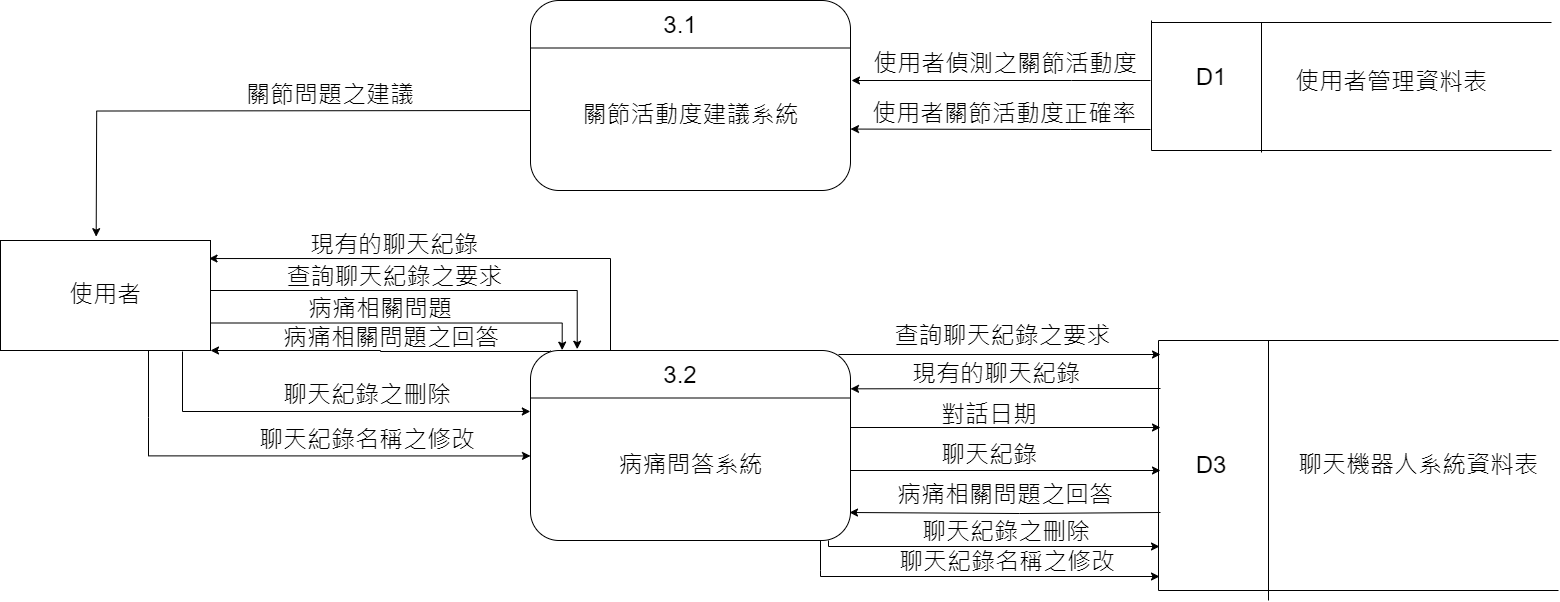 3.1
關節活動度建議系統
關節問題之建議
使用者偵測之關節活動度
使用者關節活動度正確率
D1
使用者管理資料表
使用者
現有的聊天紀錄
查詢聊天紀錄之要求
病痛相關問題
病痛相關問題之回答
聊天紀錄之刪除
聊天紀錄名稱之修改
3.2
病痛問答系統
查詢聊天紀錄之要求
現有的聊天紀錄
對話日期
聊天紀錄
病痛相關問題之回答
聊天紀錄之刪除
聊天紀錄名稱之修改
D3
聊天機器人系統資料表